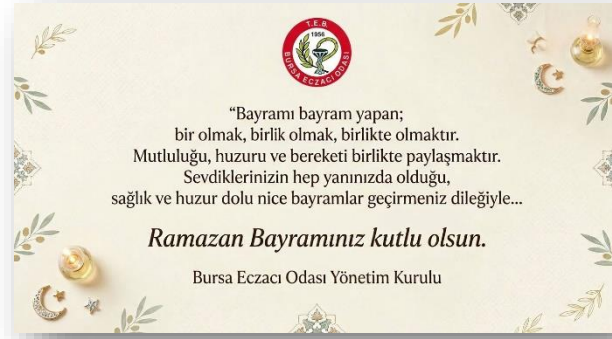 T.E.B.
1956
BURSA ECZACI ODASI
“Bayramı bayram yapan;
bir olmak, birlik olmak, birlikte olmaktır.
Mutluluğu, huzuru ve bereketi birlikte paylaşmaktır.
Sevdiklerinizin hep yanınızda olduğu,
sağlık ve huzur dolu nice bayramlar geçirmeniz dileğiyle...
Ramazan Bayramınız kutlu olsun.
Bursa Eczacı Odası Yönetim Kurulu